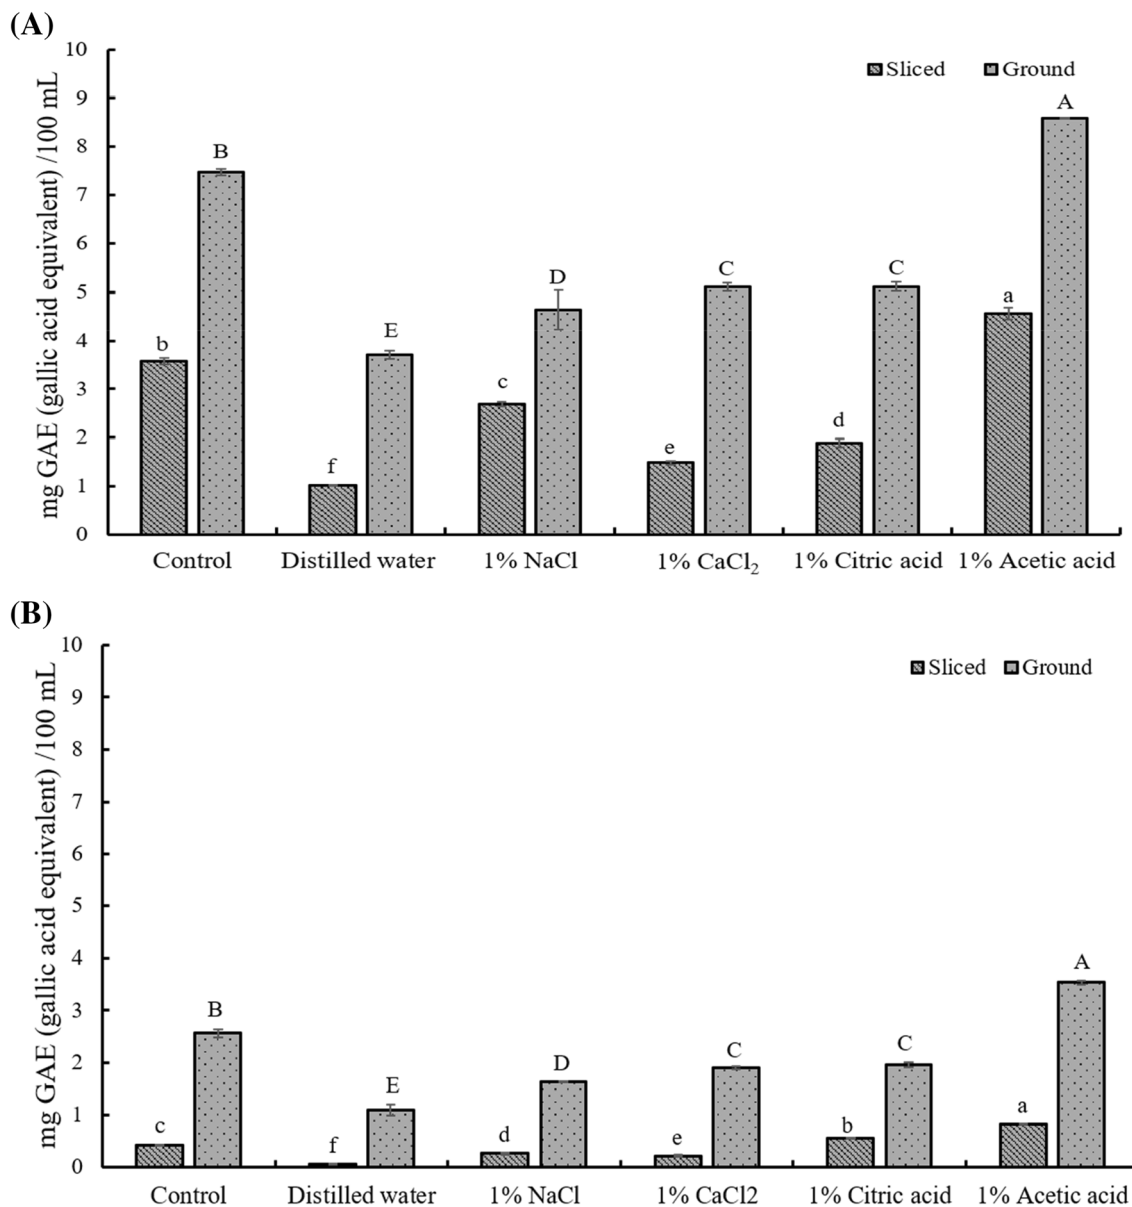 (A)
mg GAE (gallic acid equivalent) /100 mL
10
9
8
7
6
5
4
3
2
1
0
Sliced Ground
b B
f E
c D
e C
d C
a A
Control Distilled water 1% NaCl 1% CaCl₂ 1% Citric acid 1% Acetic acid
(B)
mg GAE (gallic acid equivalent) /100 mL
10
9
8
7
6
5
4
3
2
1
0
Sliced Ground
c B
f E
d D
e C
b C
a A
Control Distilled water 1% NaCl 1% CaCl2 1% Citric acid 1% Acetic acid